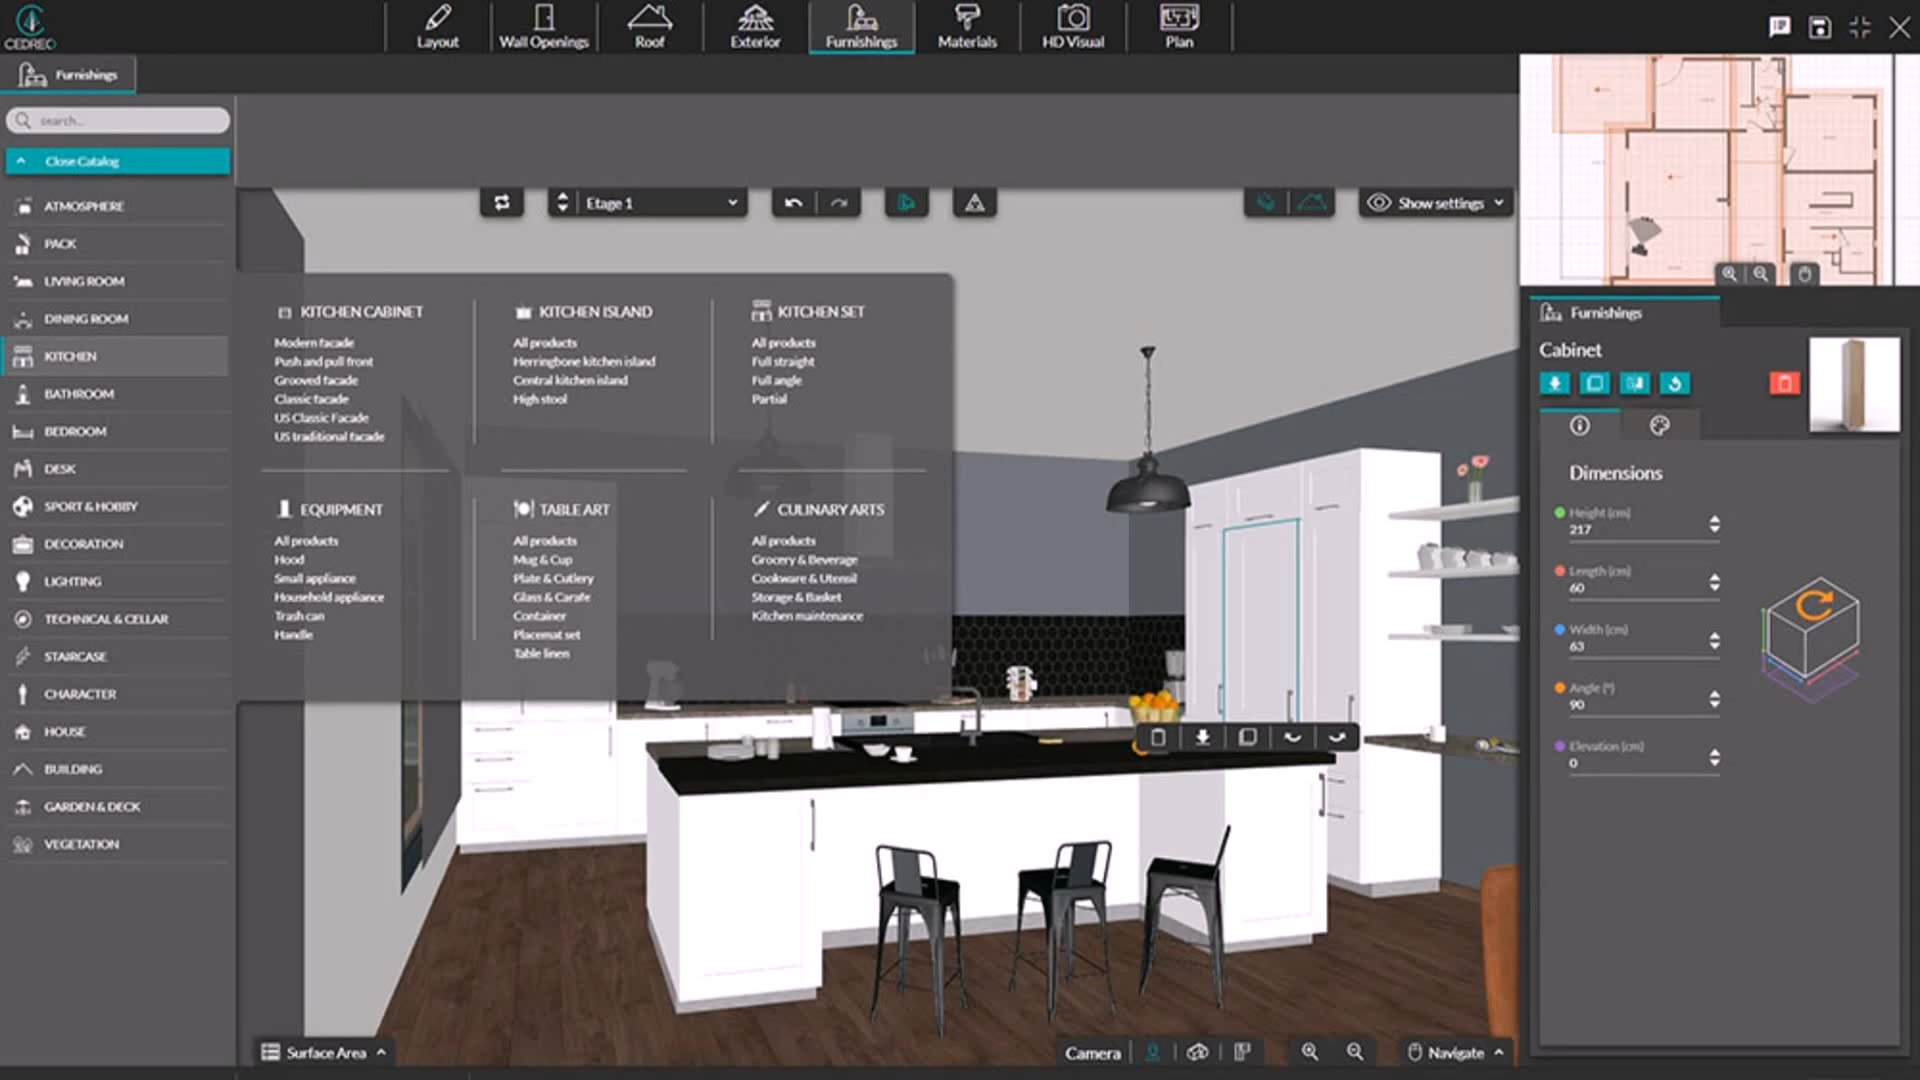 CEDREO
Layout
Wall Openings
Roof
Exterior
Furnishings
Materials
HD Visual
Plan
Furnishings
search...
Close Catalog
ATMOSPHERE
PACK
LIVING ROOM
DINING ROOM
KITCHEN
BATHROOM
BEDROOM
DESK
SPORT & HOBBY
DECORATION
LIGHTING
TECHNICAL & CELLAR
STAIRCASE
CHARACTER
HOUSE
BUILDING
GARDEN & DECK
VEGETATION
Etage 1
Show settings
KITCHEN CABINET
Modern facade
Push and pull front
Grooved facade
Classic facade
US Classic Facade
US traditional facade
KITCHEN ISLAND
All products
Herringbone kitchen island
Central kitchen island
High stool
KITCHEN SET
All products
Full straight
Full angle
Partial
EQUIPMENT
All products
Hood
Small appliance
Household appliance
Trash can
Handle
TABLE ART
All products
Mug & Cup
Plate & Cutlery
Glass & Carafe
Container
Placemat set
Table linen
CULINARY ARTS
All products
Grocery & Beverage
Cookware & Utensil
Storage & Basket
Kitchen maintenance
Surface Area
Camera
Navigate
Furnishings
Cabinet
Dimensions
Height (cm)
217
Length (cm)
60
Width (cm)
63
Angle (°)
90
Elevation (cm)
0